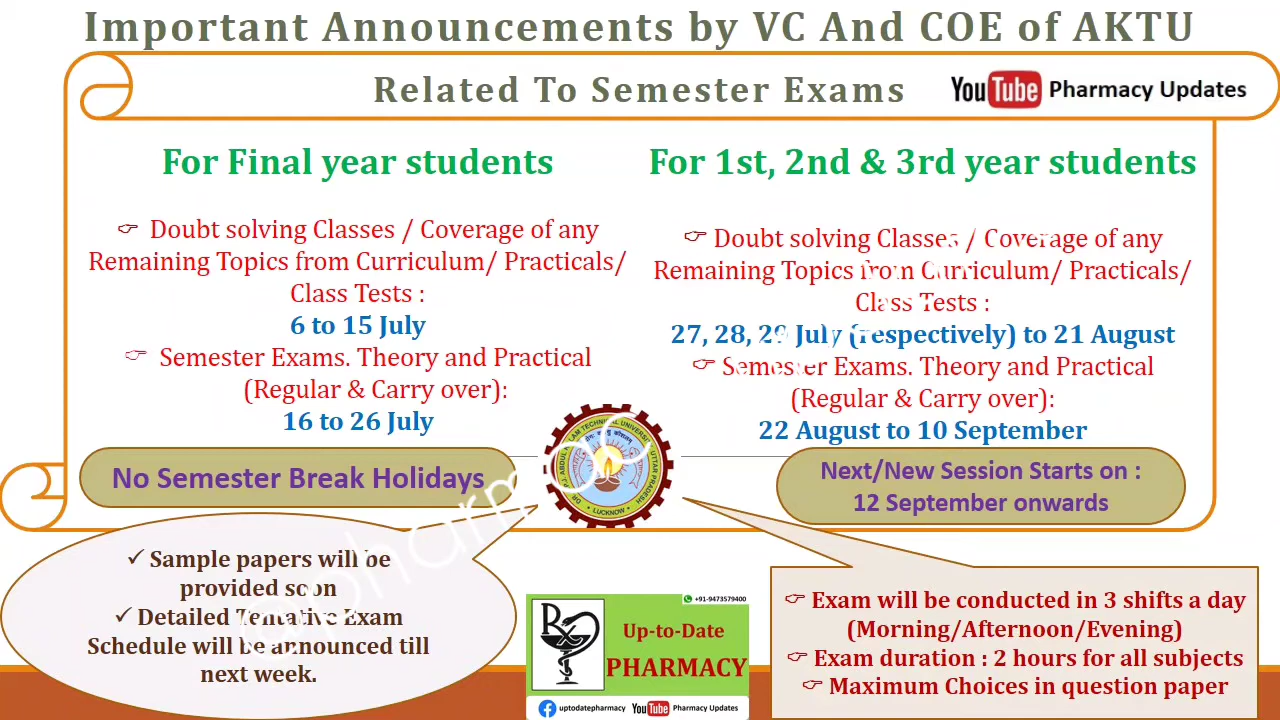 Important Announcements by VC And COE of AKTU
Related To Semester Exams
YouTube Pharmacy Updates
For Final year students
☞ Doubt solving Classes / Coverage of any
Remaining Topics from Curriculum/ Practicals/
Class Tests :
6 to 15 July
☞ Semester Exams. Theory and Practical
(Regular & Carry over):
16 to 26 July
For 1st, 2nd & 3rd year students
☞ Doubt solving Classes / Coverage of any
Remaining Topics from Curriculum/ Practicals/
Class Tests :
27, 28, 29 July (respectively) to 21 August
☞ Semester Exams. Theory and Practical
(Regular & Carry over):
22 August to 10 September
No Semester Break Holidays
Next/New Session Starts on :
12 September onwards
LUCKNOW
UTTAR PRADESH
✓ Sample papers will be
provided soon
✓ Detailed Tentative Exam
Schedule will be announced till
next week.
+91-9473579400
Rx
Up-to-Date
PHARMACY
uptodatepharmacy YouTube Pharmacy Updates
☞ Exam will be conducted in 3 shifts a day
(Morning/Afternoon/Evening)
☞ Exam duration : 2 hours for all subjects
☞ Maximum Choices in question paper